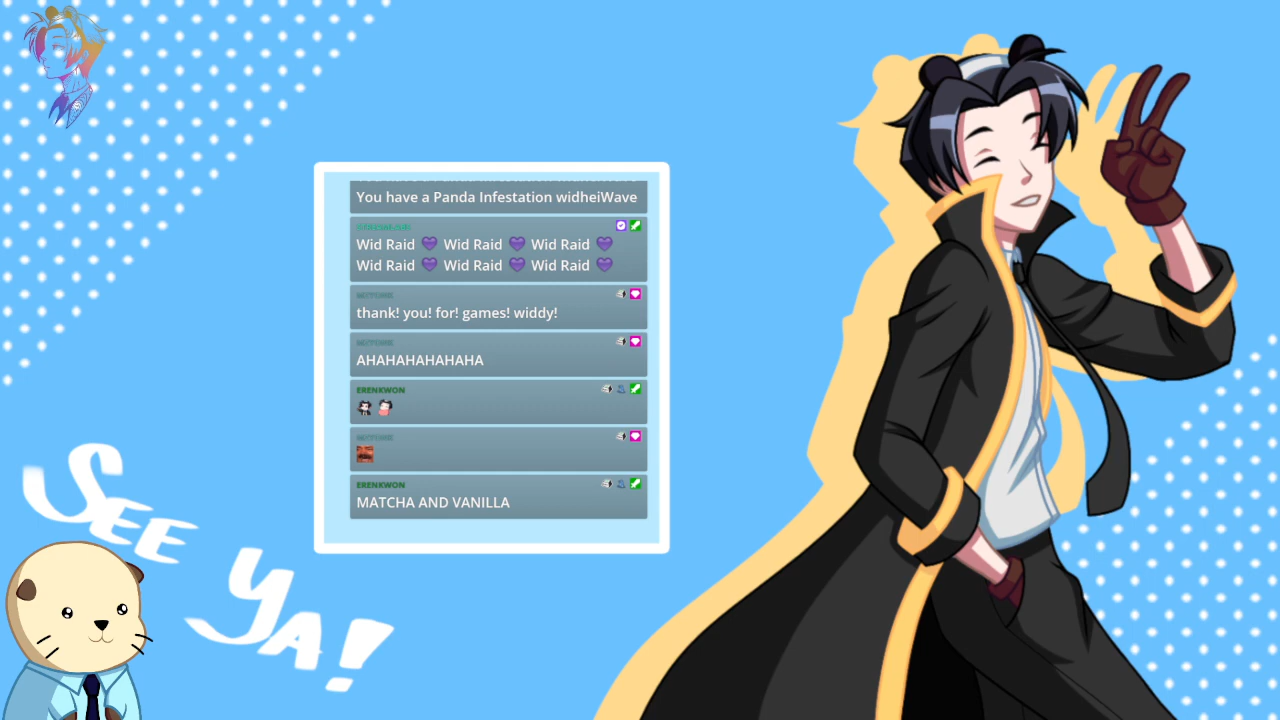 You have a Panda Infestation widheiWave
Wid Raid 💜 Wid Raid 💜 Wid Raid 💜
Wid Raid 💜 Wid Raid 💜 Wid Raid 💜
thank! you! for! games! widdy!
AHAHAHAHAHAHA
ERENKWON
ERENKWON
MATCHA AND VANILLA
SEE
YA!